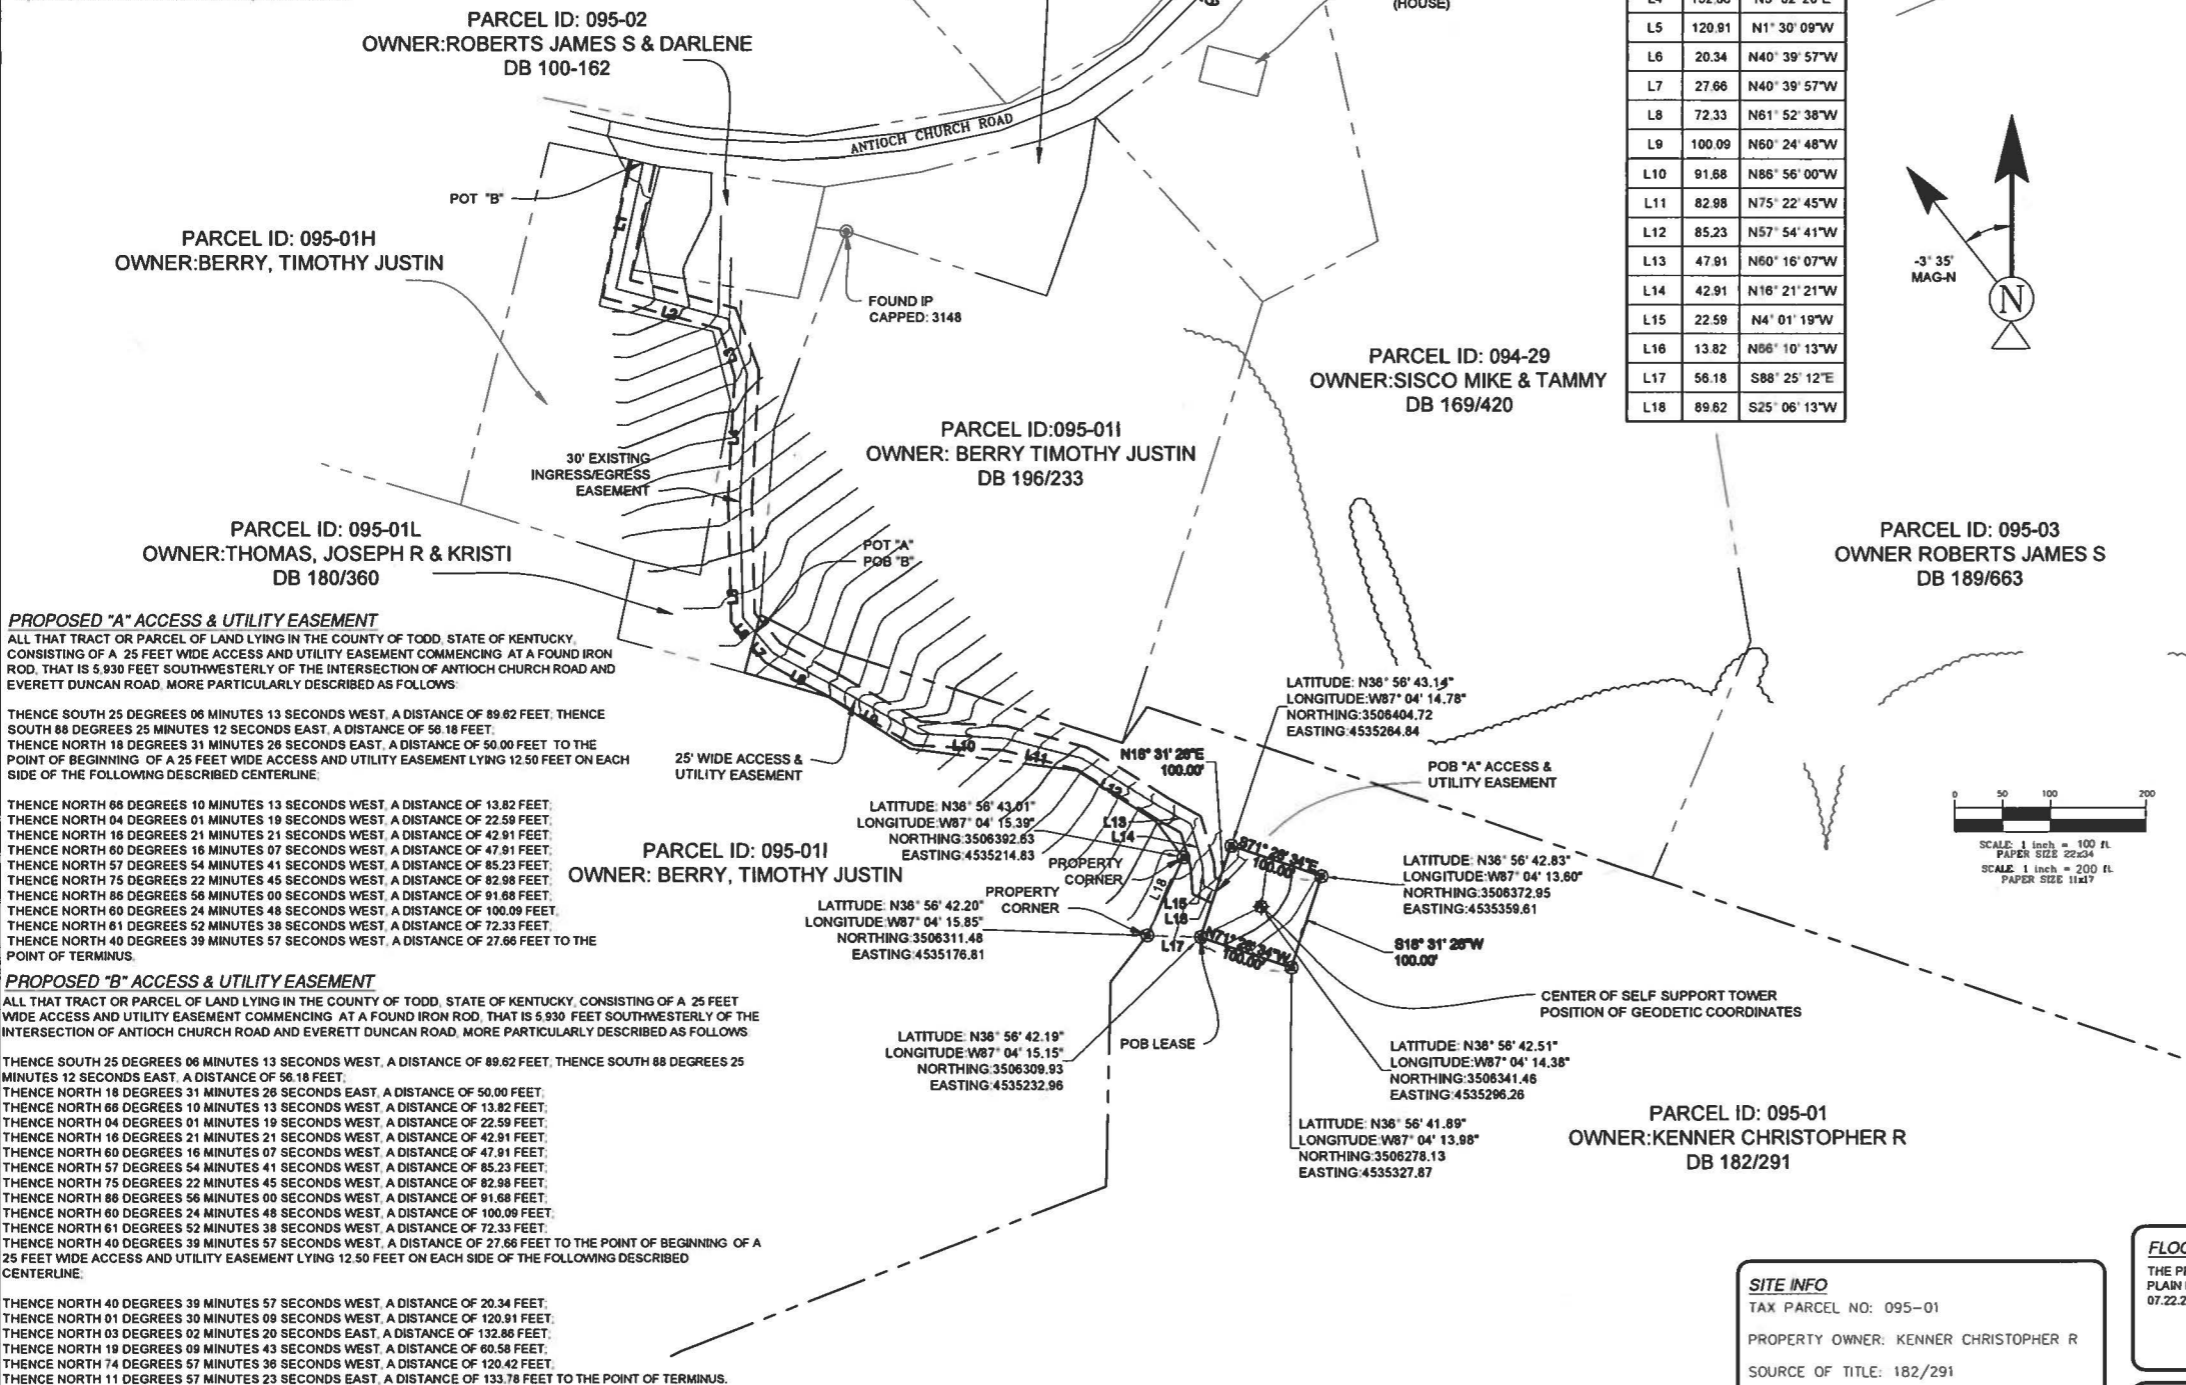 PARCEL ID: 095-02
OWNER:ROBERTS JAMES S & DARLENE
DB 100-162
(HOUSE)
ANTIOCH CHURCH ROAD
POT "B"
PARCEL ID: 095-01H
OWNER:BERRY, TIMOTHY JUSTIN
FOUND IP
CAPPED: 3148
L1
L2
L3
L4
L5
L6
L7
L8
L9
L10
L11
L12
L13
L14
L15
L16
L17
L18
30' EXISTING
INGRESS/EGRESS
EASEMENT
PARCEL ID:095-01I
OWNER: BERRY TIMOTHY JUSTIN
DB 196/233
PARCEL ID: 094-29
OWNER:SISCO MIKE & TAMMY
DB 169/420
L5 120.91 N1° 30' 09"W
L6 20.34 N40° 39' 57"W
L7 27.66 N40° 39' 57"W
L8 72.33 N61° 52' 38"W
L9 100.09 N60° 24' 48"W
L10 91.68 N86° 56' 00"W
L11 82.98 N75° 22' 45"W
L12 85.23 N57° 54' 41"W
L13 47.91 N60° 16' 07"W
L14 42.91 N16° 21' 21"W
L15 22.59 N4° 01' 19"W
L16 13.82 N66° 10' 13"W
L17 56.18 S88° 25' 12"E
L18 89.62 S25° 06' 13"W
-3° 35'
MAG-N
N
PARCEL ID: 095-01L
OWNER:THOMAS, JOSEPH R & KRISTI
DB 180/360
POT "A"
POB "B"
PARCEL ID: 095-03
OWNER ROBERTS JAMES S
DB 189/663
PROPOSED "A" ACCESS & UTILITY EASEMENT
ALL THAT TRACT OR PARCEL OF LAND LYING IN THE COUNTY OF TODD, STATE OF KENTUCKY,
CONSISTING OF A 25 FEET WIDE ACCESS AND UTILITY EASEMENT COMMENCING AT A FOUND IRON
ROD, THAT IS 5,930 FEET SOUTHWESTERLY OF THE INTERSECTION OF ANTIOCH CHURCH ROAD AND
EVERETT DUNCAN ROAD, MORE PARTICULARLY DESCRIBED AS FOLLOWS:
THENCE SOUTH 25 DEGREES 06 MINUTES 13 SECONDS WEST, A DISTANCE OF 89.62 FEET; THENCE
SOUTH 88 DEGREES 25 MINUTES 12 SECONDS EAST, A DISTANCE OF 56.18 FEET;
THENCE NORTH 18 DEGREES 31 MINUTES 26 SECONDS EAST, A DISTANCE OF 50.00 FEET TO THE
POINT OF BEGINNING OF A 25 FEET WIDE ACCESS AND UTILITY EASEMENT LYING 12.50 FEET ON EACH
SIDE OF THE FOLLOWING DESCRIBED CENTERLINE;
THENCE NORTH 66 DEGREES 10 MINUTES 13 SECONDS WEST, A DISTANCE OF 13.82 FEET;
THENCE NORTH 04 DEGREES 01 MINUTES 19 SECONDS WEST, A DISTANCE OF 22.59 FEET;
THENCE NORTH 16 DEGREES 21 MINUTES 21 SECONDS WEST, A DISTANCE OF 42.91 FEET;
THENCE NORTH 60 DEGREES 16 MINUTES 07 SECONDS WEST, A DISTANCE OF 47.91 FEET;
THENCE NORTH 57 DEGREES 54 MINUTES 41 SECONDS WEST, A DISTANCE OF 85.23 FEET;
THENCE NORTH 75 DEGREES 22 MINUTES 45 SECONDS WEST, A DISTANCE OF 82.98 FEET;
THENCE NORTH 86 DEGREES 56 MINUTES 00 SECONDS WEST, A DISTANCE OF 91.68 FEET;
THENCE NORTH 60 DEGREES 24 MINUTES 48 SECONDS WEST, A DISTANCE OF 100.09 FEET;
THENCE NORTH 61 DEGREES 52 MINUTES 38 SECONDS WEST, A DISTANCE OF 72.33 FEET;
THENCE NORTH 40 DEGREES 39 MINUTES 57 SECONDS WEST, A DISTANCE OF 27.66 FEET TO THE
POINT OF TERMINUS.
25' WIDE ACCESS &
UTILITY EASEMENT
LATITUDE: N36° 56' 43.14"
LONGITUDE:W87° 04' 14.78"
NORTHING:3506404.72
EASTING:4535264.84
N18° 31' 26"E
100.00'
POB "A" ACCESS &
UTILITY EASEMENT
LATITUDE: N36° 56' 43.01"
LONGITUDE:W87° 04' 15.39"
NORTHING:3506392.63
EASTING:4535214.83
PARCEL ID: 095-01I
OWNER: BERRY, TIMOTHY JUSTIN
PROPERTY
CORNER
PROPERTY
CORNER
S71° 28' 34"E
100.00'
LATITUDE: N36° 56' 42.83"
LONGITUDE:W87° 04' 13.60"
NORTHING:3506372.95
EASTING:4535359.61
LATITUDE: N36° 56' 42.20"
LONGITUDE:W87° 04' 15.85"
NORTHING:3506311.48
EASTING:4535176.81
N71° 28' 34"W
100.00'
S18° 31' 26"W
100.00'
0 50 100 200
SCALE: 1 inch = 100 ft.
PAPER SIZE 22x34
SCALE: 1 inch = 200 ft.
PAPER SIZE 11x17
CENTER OF SELF SUPPORT TOWER
POSITION OF GEODETIC COORDINATES
LATITUDE: N36° 56' 42.19"
LONGITUDE:W87° 04' 15.15"
NORTHING:3506309.93
EASTING:4535232.96
POB LEASE
LATITUDE: N36° 56' 42.51"
LONGITUDE:W87° 04' 14.38"
NORTHING:3506341.46
EASTING:4535296.26
LATITUDE: N36° 56' 41.89"
LONGITUDE:W87° 04' 13.98"
NORTHING:3506278.13
EASTING:4535327.87
PARCEL ID: 095-01
OWNER:KENNER CHRISTOPHER R
DB 182/291
PROPOSED "B" ACCESS & UTILITY EASEMENT
ALL THAT TRACT OR PARCEL OF LAND LYING IN THE COUNTY OF TODD, STATE OF KENTUCKY, CONSISTING OF A 25 FEET
WIDE ACCESS AND UTILITY EASEMENT COMMENCING AT A FOUND IRON ROD, THAT IS 5,930 FEET SOUTHWESTERLY OF THE
INTERSECTION OF ANTIOCH CHURCH ROAD AND EVERETT DUNCAN ROAD, MORE PARTICULARLY DESCRIBED AS FOLLOWS
THENCE SOUTH 25 DEGREES 06 MINUTES 13 SECONDS WEST, A DISTANCE OF 89.62 FEET; THENCE SOUTH 88 DEGREES 25
MINUTES 12 SECONDS EAST, A DISTANCE OF 56.18 FEET;
THENCE NORTH 18 DEGREES 31 MINUTES 26 SECONDS EAST, A DISTANCE OF 50.00 FEET;
THENCE NORTH 66 DEGREES 10 MINUTES 13 SECONDS WEST, A DISTANCE OF 13.82 FEET;
THENCE NORTH 04 DEGREES 01 MINUTES 19 SECONDS WEST, A DISTANCE OF 22.59 FEET;
THENCE NORTH 16 DEGREES 21 MINUTES 21 SECONDS WEST, A DISTANCE OF 42.91 FEET;
THENCE NORTH 60 DEGREES 16 MINUTES 07 SECONDS WEST, A DISTANCE OF 47.91 FEET;
THENCE NORTH 57 DEGREES 54 MINUTES 41 SECONDS WEST, A DISTANCE OF 85.23 FEET;
THENCE NORTH 75 DEGREES 22 MINUTES 45 SECONDS WEST, A DISTANCE OF 82.98 FEET;
THENCE NORTH 86 DEGREES 56 MINUTES 00 SECONDS WEST, A DISTANCE OF 91.68 FEET;
THENCE NORTH 60 DEGREES 24 MINUTES 48 SECONDS WEST, A DISTANCE OF 100.09 FEET;
THENCE NORTH 61 DEGREES 52 MINUTES 38 SECONDS WEST, A DISTANCE OF 72.33 FEET;
THENCE NORTH 40 DEGREES 39 MINUTES 57 SECONDS WEST, A DISTANCE OF 27.66 FEET TO THE POINT OF BEGINNING OF A
25 FEET WIDE ACCESS AND UTILITY EASEMENT LYING 12.50 FEET ON EACH SIDE OF THE FOLLOWING DESCRIBED
CENTERLINE;
THENCE NORTH 40 DEGREES 39 MINUTES 57 SECONDS WEST, A DISTANCE OF 20.34 FEET;
THENCE NORTH 01 DEGREES 30 MINUTES 09 SECONDS WEST, A DISTANCE OF 120.91 FEET;
THENCE NORTH 03 DEGREES 02 MINUTES 20 SECONDS EAST, A DISTANCE OF 132.86 FEET;
THENCE NORTH 19 DEGREES 09 MINUTES 43 SECONDS WEST, A DISTANCE OF 60.58 FEET;
THENCE NORTH 74 DEGREES 57 MINUTES 36 SECONDS WEST, A DISTANCE OF 120.42 FEET;
THENCE NORTH 11 DEGREES 57 MINUTES 23 SECONDS EAST, A DISTANCE OF 133.78 FEET TO THE POINT OF TERMINUS.
SITE INFO
TAX PARCEL NO: 095-01
PROPERTY OWNER: KENNER CHRISTOPHER R
SOURCE OF TITLE: 182/291
PLAIN
07.22.2